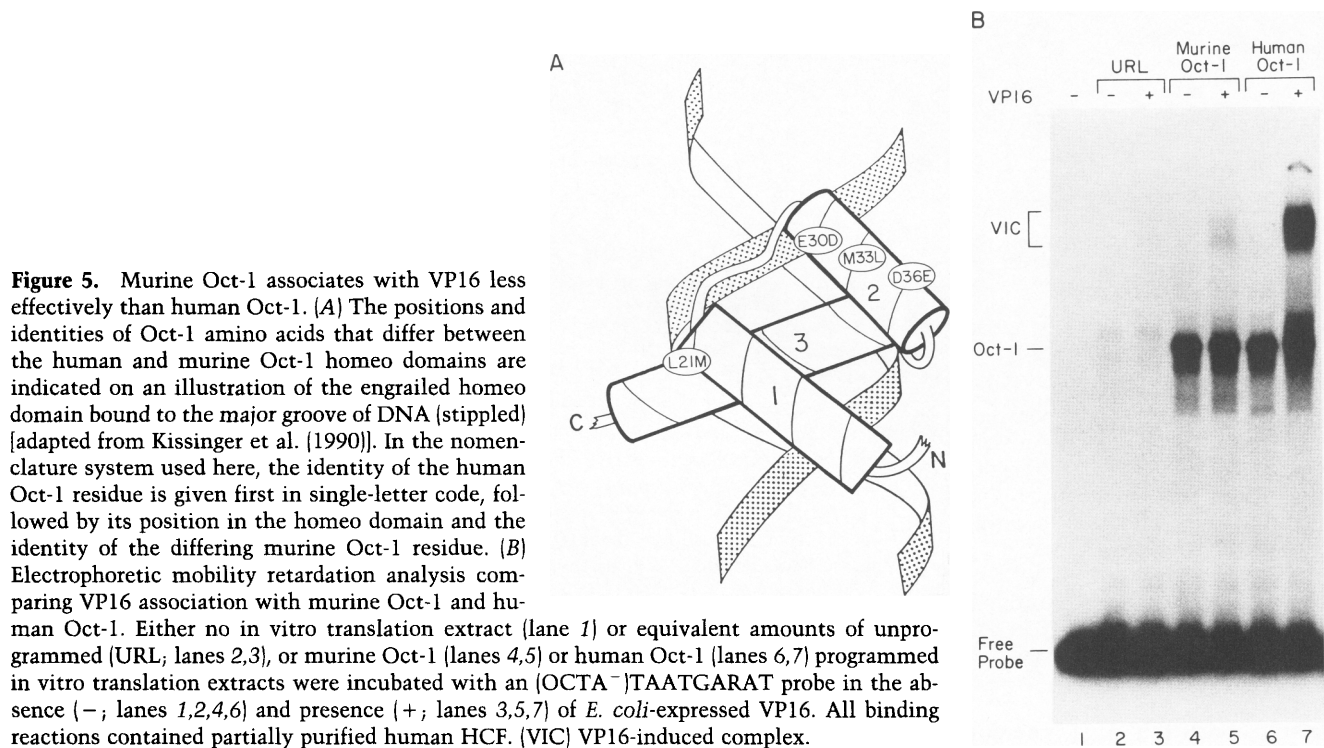 A
E30D
M33L
D36E
2
3
L21M
1
C
N
B
Murine Human
URL Oct-1 Oct-1
VP16 - - + - + - +
VIC
Oct-1
Free
Probe
1 2 3 4 5 6 7
Figure 5. Murine Oct-1 associates with VP16 less
effectively than human Oct-1. (A) The positions and
identities of Oct-1 amino acids that differ between
the human and murine Oct-1 homeo domains are
indicated on an illustration of the engrailed homeo
domain bound to the major groove of DNA (stippled)
[adapted from Kissinger et al. (1990)]. In the nomen-
clature system used here, the identity of the human
Oct-1 residue is given first in single-letter code, fol-
lowed by its position in the homeo domain and the
identity of the differing murine Oct-1 residue. (B)
Electrophoretic mobility retardation analysis com-
paring VP16 association with murine Oct-1 and hu-
man Oct-1. Either no in vitro translation extract (lane 1) or equivalent amounts of unpro-
grammed (URL; lanes 2,3), or murine Oct-1 (lanes 4,5) or human Oct-1 (lanes 6,7) programmed
in vitro translation extracts were incubated with an (OCTA⁻)TAATGARAT probe in the ab-
sence (−; lanes 1,2,4,6) and presence (+; lanes 3,5,7) of E. coli-expressed VP16. All binding
reactions contained partially purified human HCF. (VIC) VP16-induced complex.